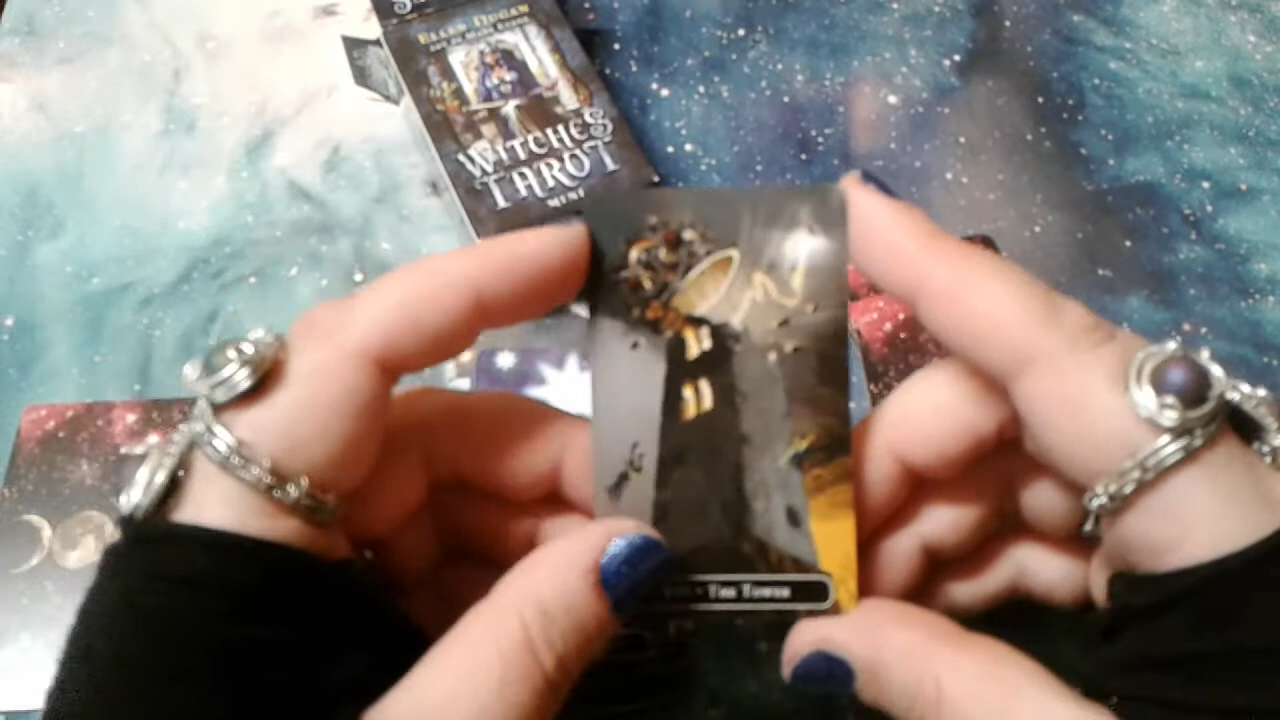 ELLEN DUGAN
WITCHES
TAROT
MINI
THE TOWER